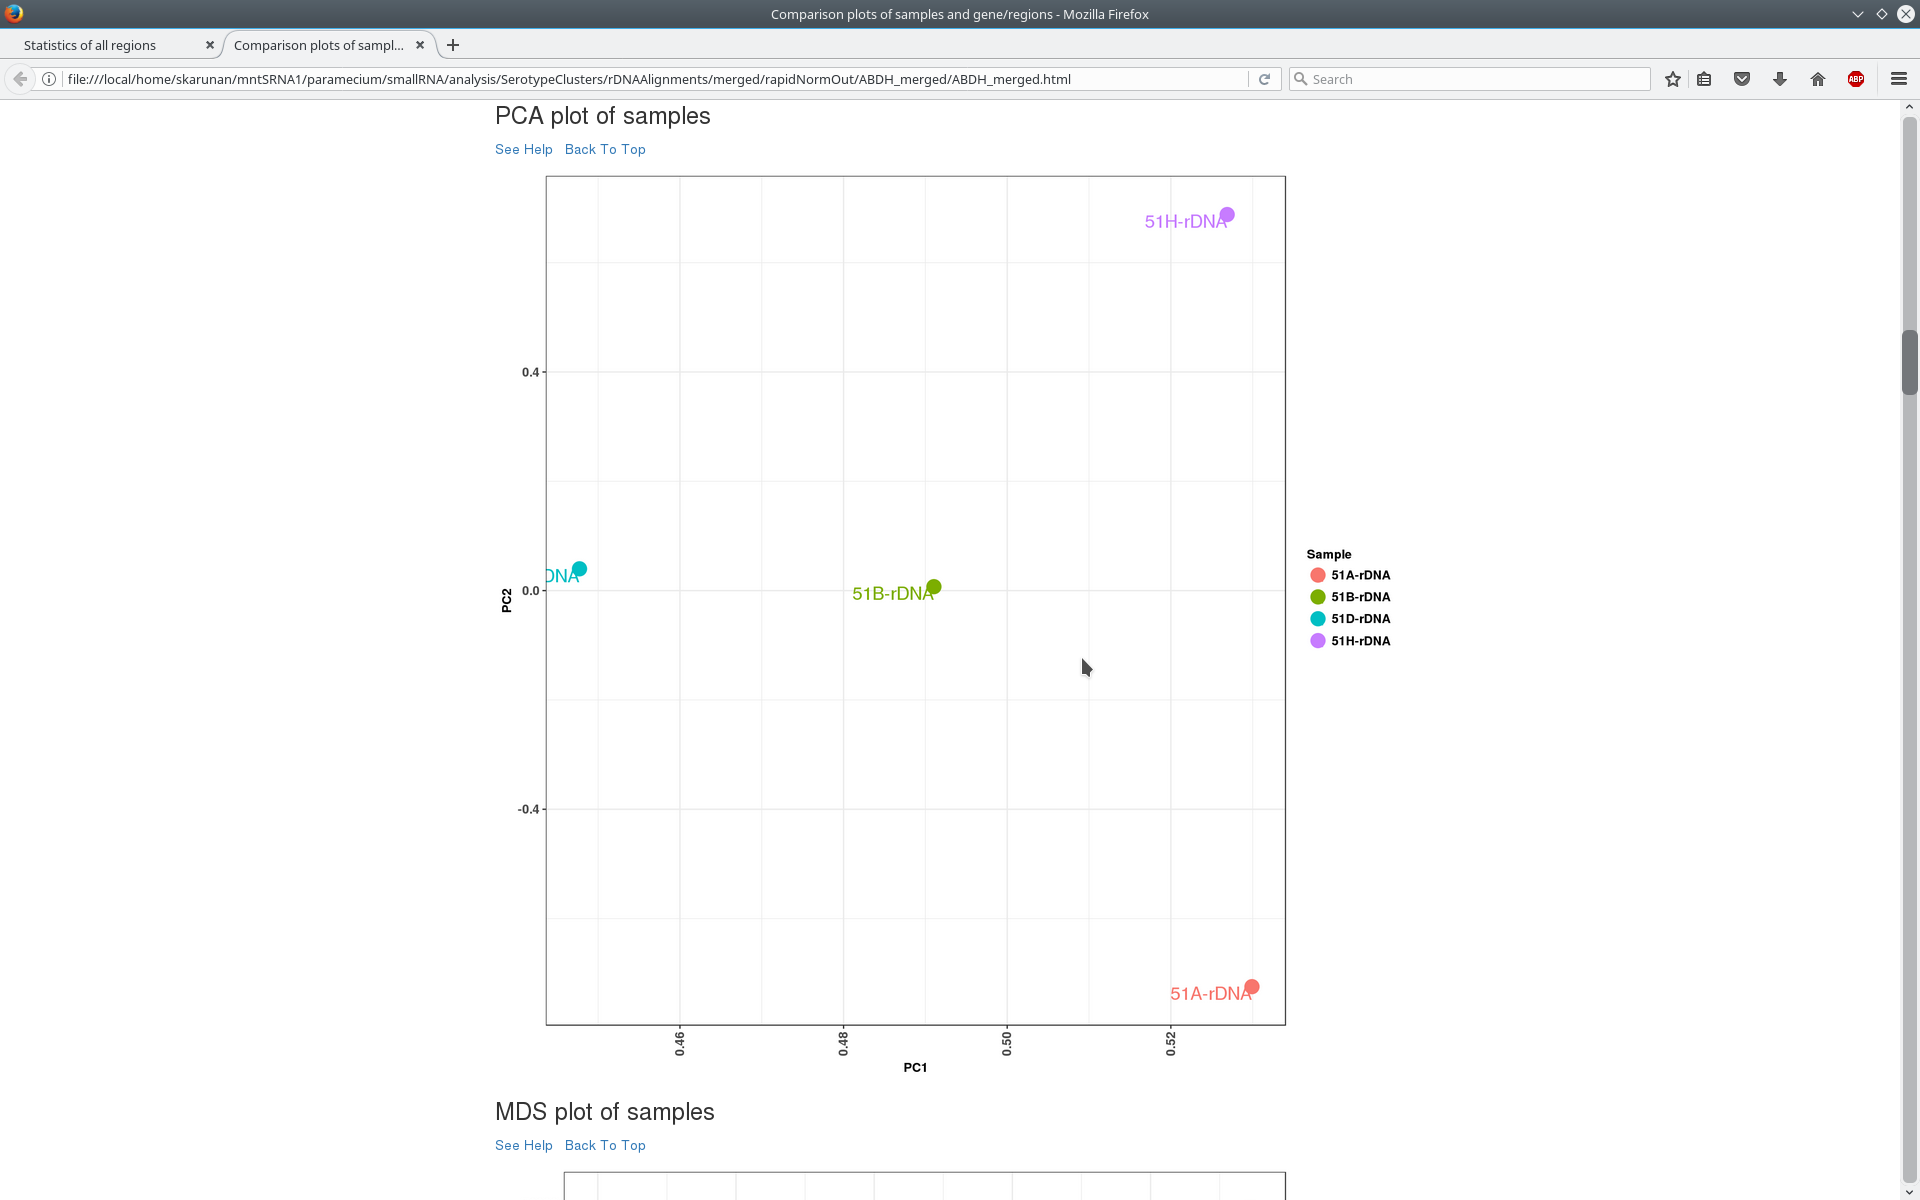 Comparison plots of samples and gene/regions - Mozilla Firefox
Statistics of all regions
Comparison plots of sampl...
file:///local/home/skarunan/mntSRNA1/paramecium/smallRNA/analysis/SerotypeClusters/rDNAAlignments/merged/rapidNormOut/ABDH_merged/ABDH_merged.html
Search
ABP
PCA plot of samples
See Help Back To Top
51H-rDNA
0.4
DNA
0.0
PC2
51B-rDNA
-0.4
51A-rDNA
0.46
0.48
0.50
0.52
PC1
Sample
51A-rDNA
51B-rDNA
51D-rDNA
51H-rDNA
MDS plot of samples
See Help Back To Top